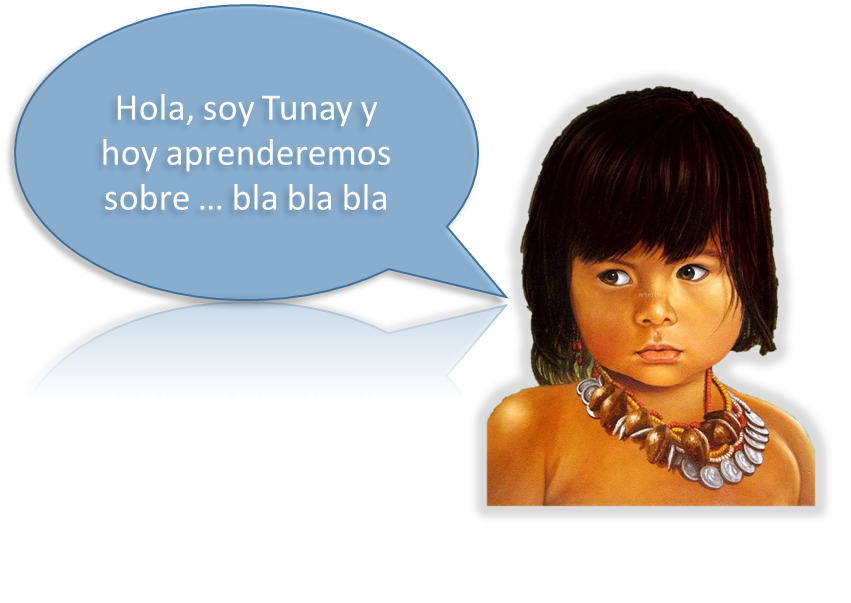 Hola, soy Tunay y
hoy aprenderemos
sobre … bla bla bla